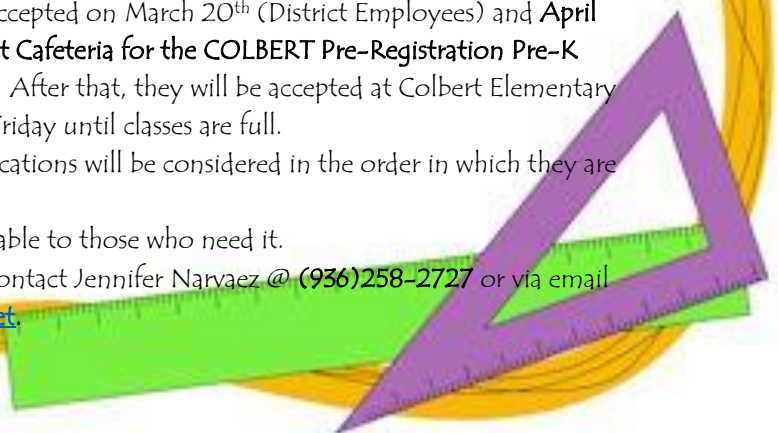 ccepted on March 20th (District Employees) and April
t Cafeteria for the COLBERT Pre-Registration Pre-K
After that, they will be accepted at Colbert Elementary
riday until classes are full.
cations will be considered in the order in which they are
able to those who need it.
ontact Jennifer Narvaez @ (936)258-2727 or via email
et.